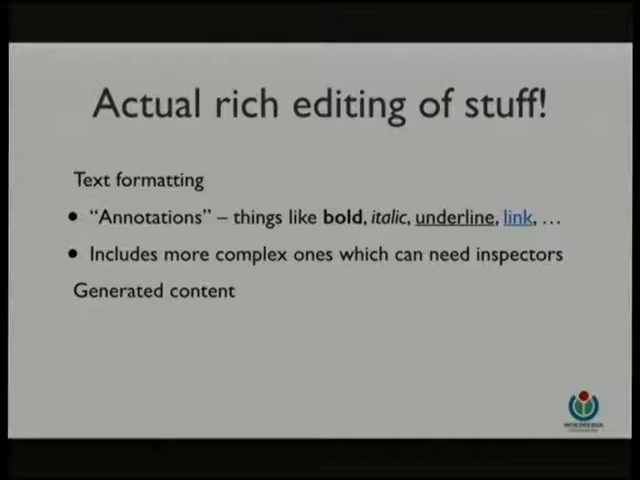 Actual rich editing of stuff!
Text formatting
• “Annotations” – things like bold, italic, underline, link, …
• Includes more complex ones which can need inspectors
Generated content
WIKIMEDIA